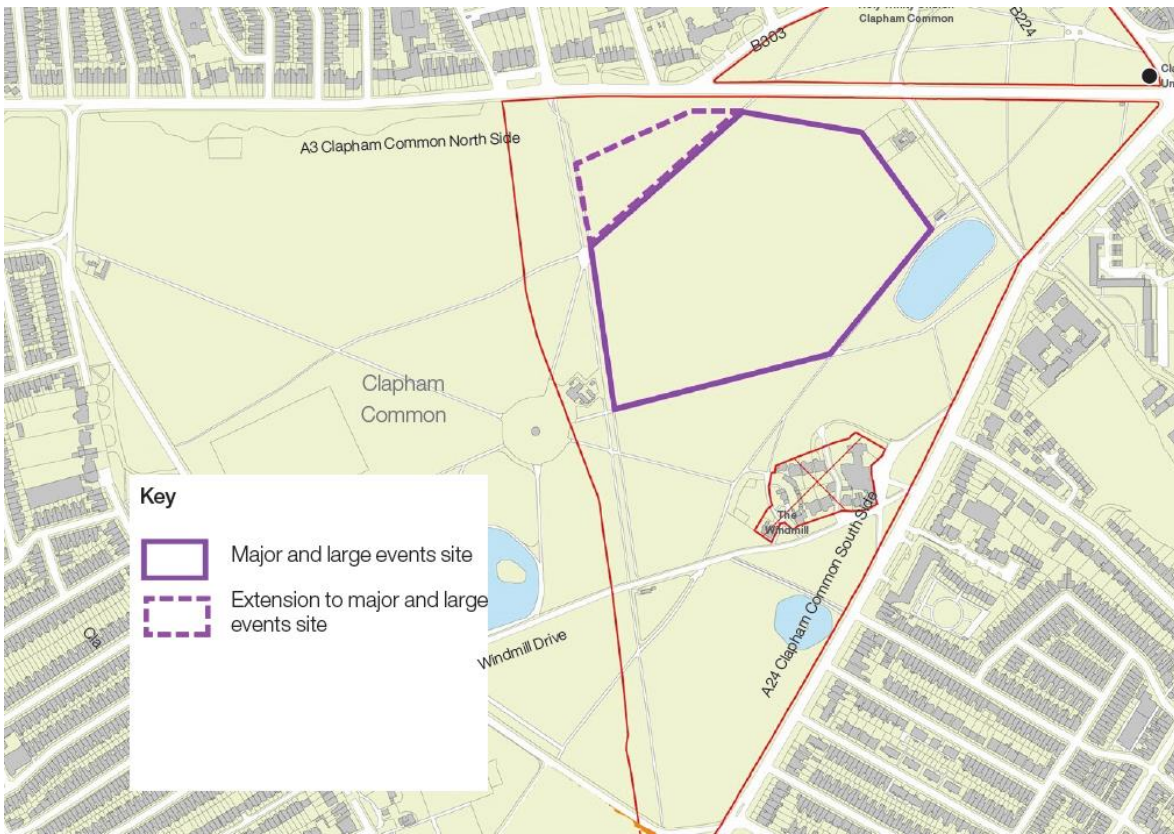 Clapham Common
B303
B224
A3 Clapham Common North Side
Clapham
Common
The
Windmill
A24 Clapham Common South Side
Windmill Drive
Key
Major and large events site
Extension to major and large
events site